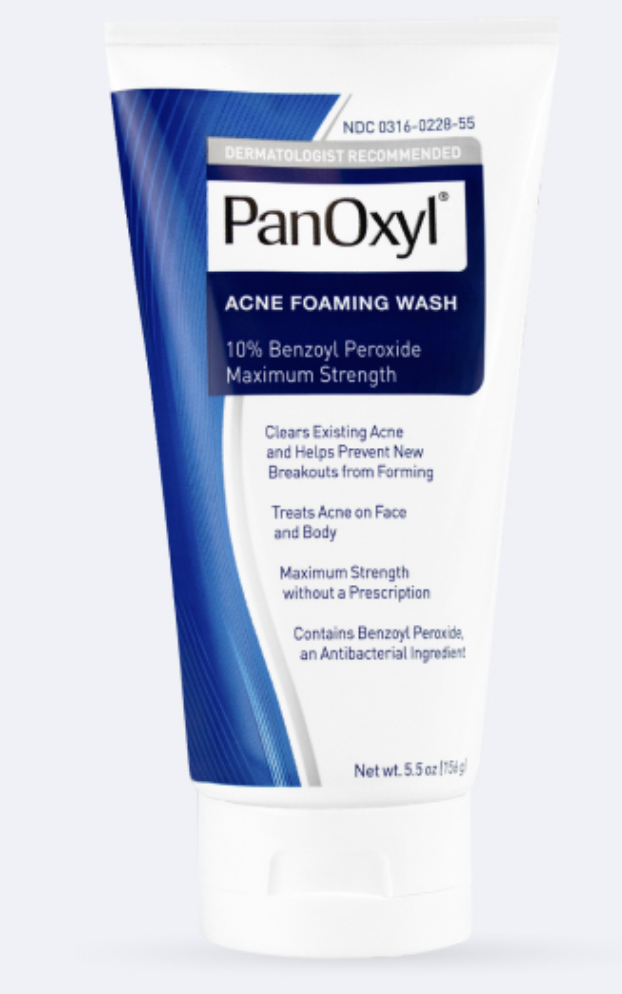 NDC 0316-0228-55
DERMATOLOGIST RECOMMENDED
PanOxyl®
ACNE FOAMING WASH
10% Benzoyl Peroxide
Maximum Strength
Clears Existing Acne
and Helps Prevent New
Breakouts from Forming
Treats Acne on Face
and Body
Maximum Strength
without a Prescription
Contains Benzoyl Peroxide,
an Antibacterial Ingredient
Net wt. 5.5 oz (156 g)